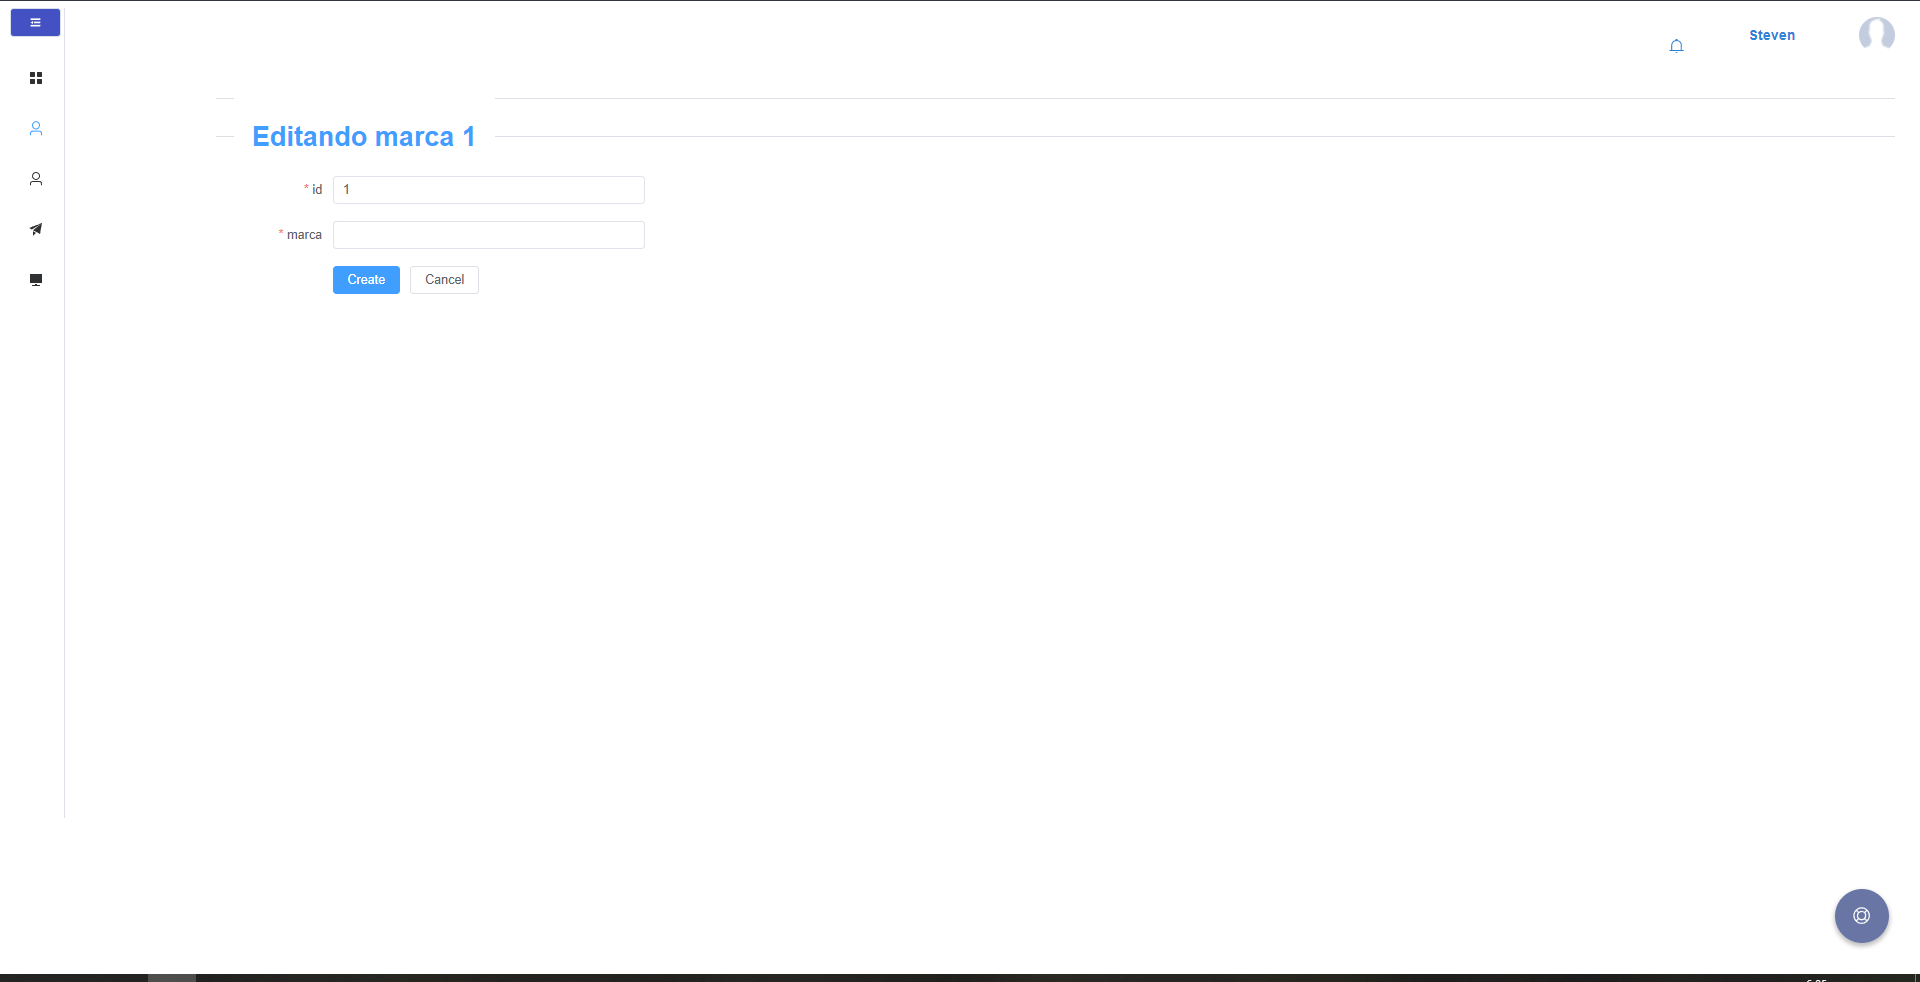 Steven
Editando marca 1
* id 1
* marca
Create Cancel